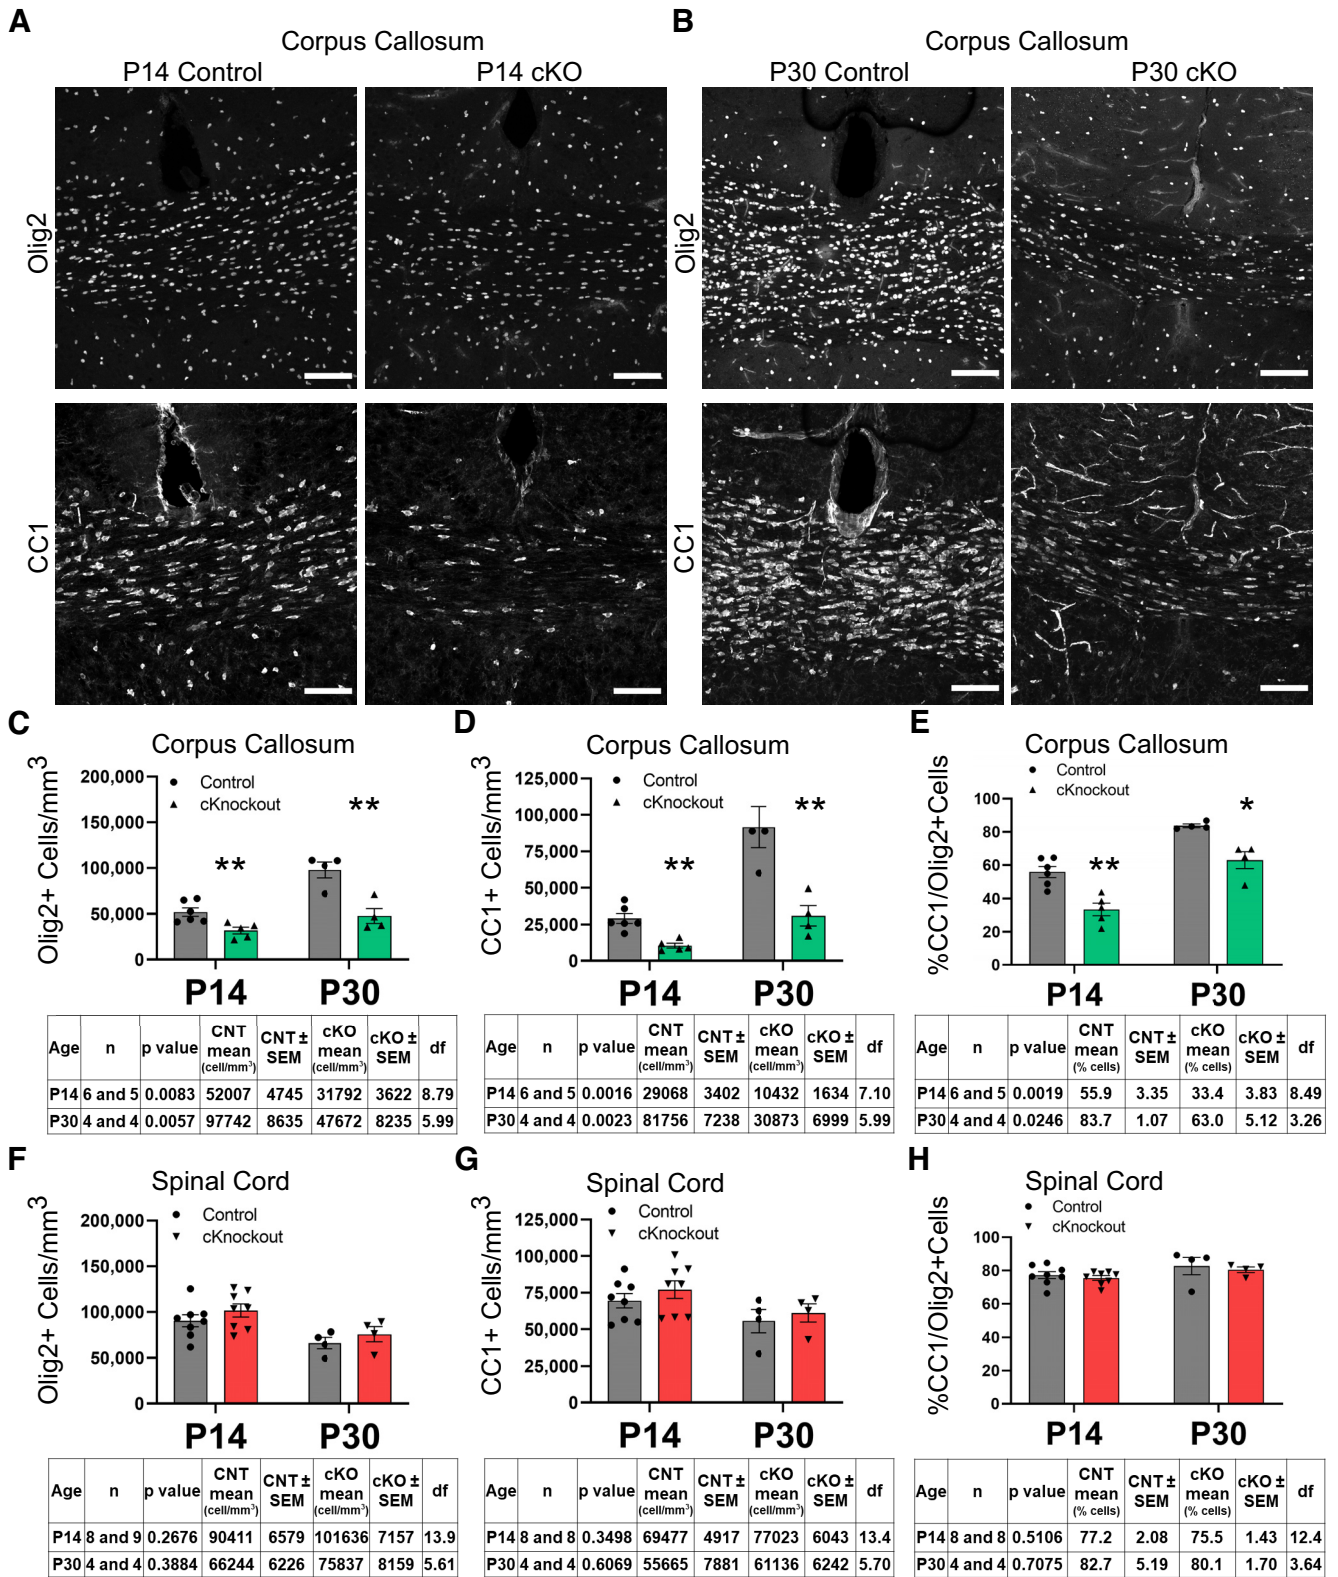 A
B
Corpus Callosum
Corpus Callosum
P14 Control
P14 cKO
P30 Control
P30 cKO
Olig2
Olig2
CC1
CC1
C
D
E
Corpus Callosum
Olig2+ Cells/mm3
200,000
150,000
100,000
50,000
0
Control
cKnockout
**
**
P14
P30
Corpus Callosum
CC1+ Cells/mm3
125,000
100,000
75,000
50,000
25,000
0
Control
cKnockout
**
**
P14
P30
Corpus Callosum
%CC1/Olig2+Cells
100
80
60
40
20
0
Control
cKnockout
**
*
P14
P30
Age n p value CNT mean (cell/mm3) CNT ± SEM cKO mean (cell/mm3) cKO ± SEM df
P14 6 and 5 0.0083 52007 4745 31792 3622 8.79
P30 4 and 4 0.0057 97742 8635 47672 8235 5.99
Age n p value CNT mean (cell/mm3) CNT ± SEM cKO mean (cell/mm3) cKO ± SEM df
P14 6 and 5 0.0016 29068 3402 10432 1634 7.10
P30 4 and 4 0.0023 81756 7238 30873 6999 5.99
Age n p value CNT mean (% cells) CNT ± SEM cKO mean (% cells) cKO ± SEM df
P14 6 and 5 0.0019 55.9 3.35 33.4 3.83 8.49
P30 4 and 4 0.0246 83.7 1.07 63.0 5.12 3.26
F
G
H
Spinal Cord
Olig2+ Cells/mm3
200,000
150,000
100,000
50,000
0
Control
cKnockout
P14
P30
Spinal Cord
CC1+ Cells/mm3
125,000
100,000
75,000
50,000
25,000
0
Control
cKnockout
P14
P30
Spinal Cord
%CC1/Olig2+Cells
100
80
60
40
20
0
Control
cKnockout
P14
P30
Age n p value CNT mean (cell/mm3) CNT ± SEM cKO mean (cell/mm3) cKO ± SEM df
P14 8 and 9 0.2676 90411 6579 101636 7157 13.9
P30 4 and 4 0.3884 66244 6226 75837 8159 5.61
Age n p value CNT mean (cell/mm3) CNT ± SEM cKO mean (cell/mm3) cKO ± SEM df
P14 8 and 8 0.3498 69477 4917 77023 6043 13.4
P30 4 and 4 0.6069 55665 7881 61136 6242 5.70
Age n p value CNT mean (% cells) CNT ± SEM cKO mean (% cells) cKO ± SEM df
P14 8 and 8 0.5106 77.2 2.08 75.5 1.43 12.4
P30 4 and 4 0.7075 82.7 5.19 80.1 1.70 3.64